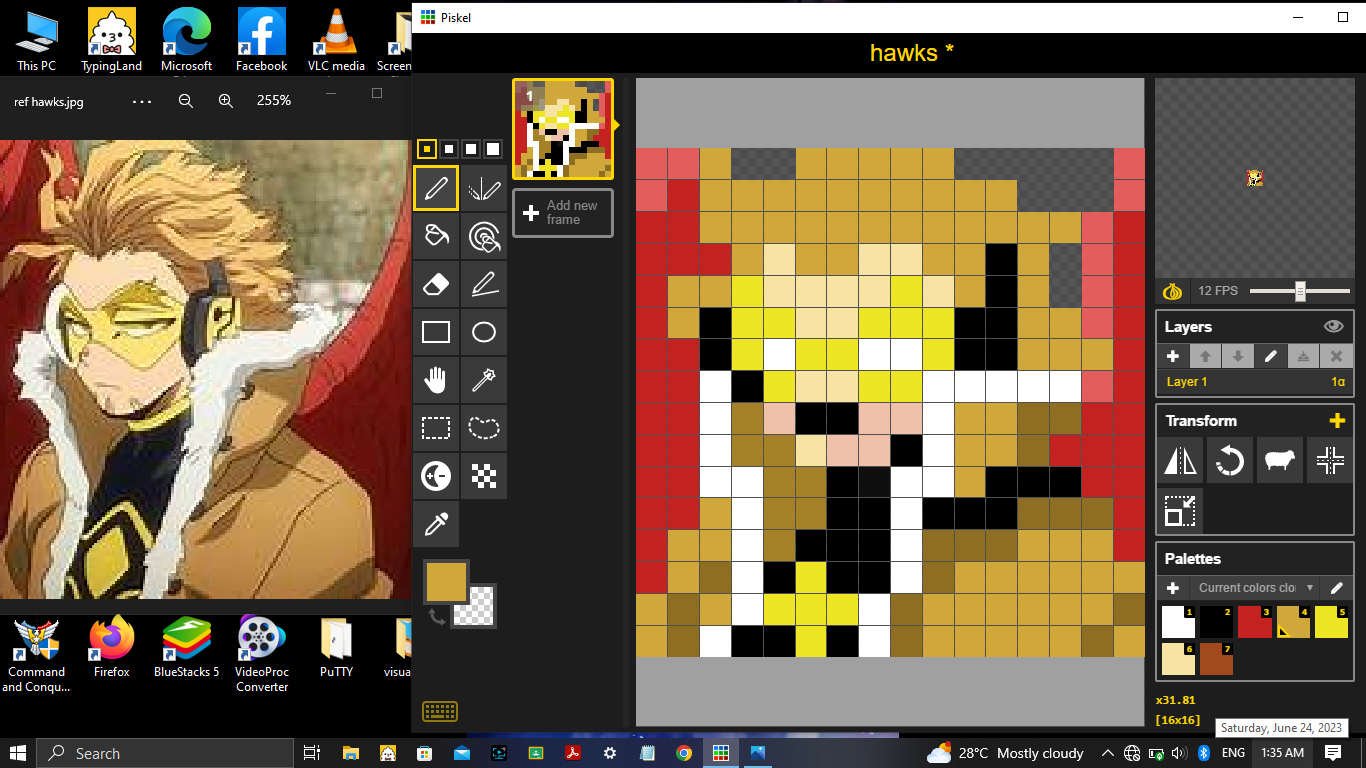 Piskel
This PC
TypingLand
Microsoft
Facebook
VLC media
Screen
hawks *
ref hawks.jpg
255%
1
Add new
frame
12 FPS
Layers
Layer 1
1α
Transform
Palettes
Current colors clo
1
2
3
4
5
6
7
Command
and Conqu...
Firefox
BlueStacks 5
VideoProc
Converter
PuTTY
visua
x31.81
[16x16]
Saturday, June 24, 2023
Search
28°C Mostly cloudy
ENG
1:35 AM